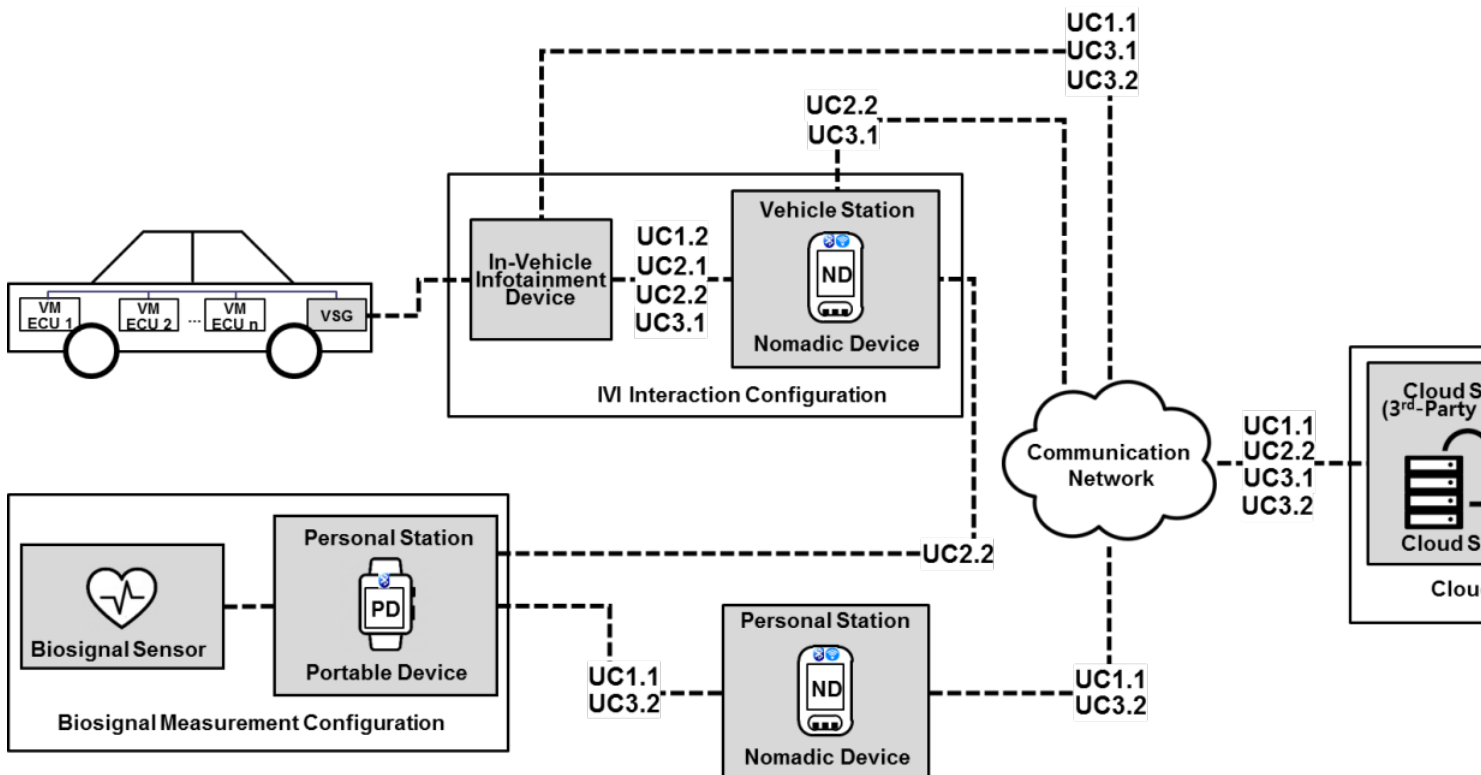 UC1.1
UC3.1
UC3.2
UC2.2
UC3.1
Vehicle Station
ND
Nomadic Device
In-Vehicle
Infotainment
Device
UC1.2
UC2.1
UC2.2
UC3.1
IVI Interaction Configuration
VM
ECU 1
VM
ECU 2
...
VM
ECU n
VSG
Communication
Network
UC1.1
UC2.2
UC3.1
UC3.2
Cloud S
(3rd-Party
Cloud S
Cloud
UC2.2
Personal Station
PD
Portable Device
Biosignal Sensor
Biosignal Measurement Configuration
UC1.1
UC3.2
Personal Station
ND
Nomadic Device
UC1.1
UC3.2